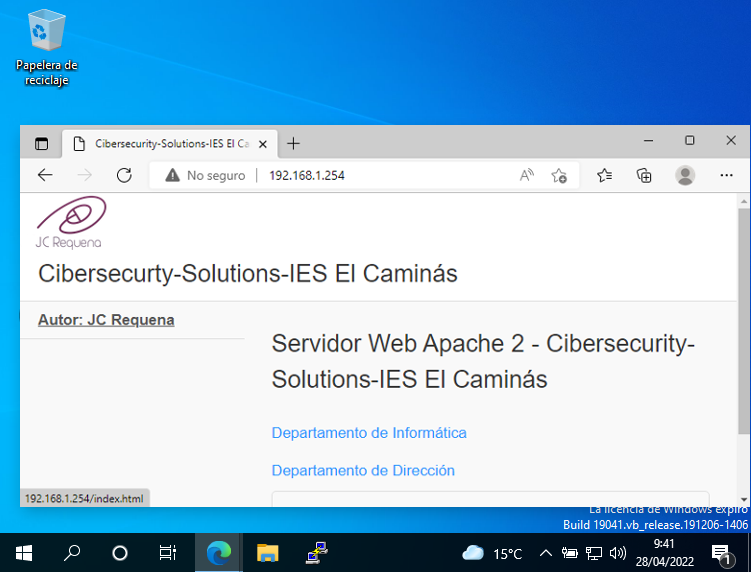 Papelera de
reciclaje
Cibersecurity-Solutions-IES El Ca
No seguro
192.168.1.254
JC Requena
Cibersecurty-Solutions-IES El Caminás
Autor: JC Requena
Servidor Web Apache 2 - Cibersecurity-
Solutions-IES El Caminás
Departamento de Informática
Departamento de Dirección
192.168.1.254/index.html
La licencia de Windows expiró
Build 19041.vb_release.191206-1406
15°C
9:41
28/04/2022
1